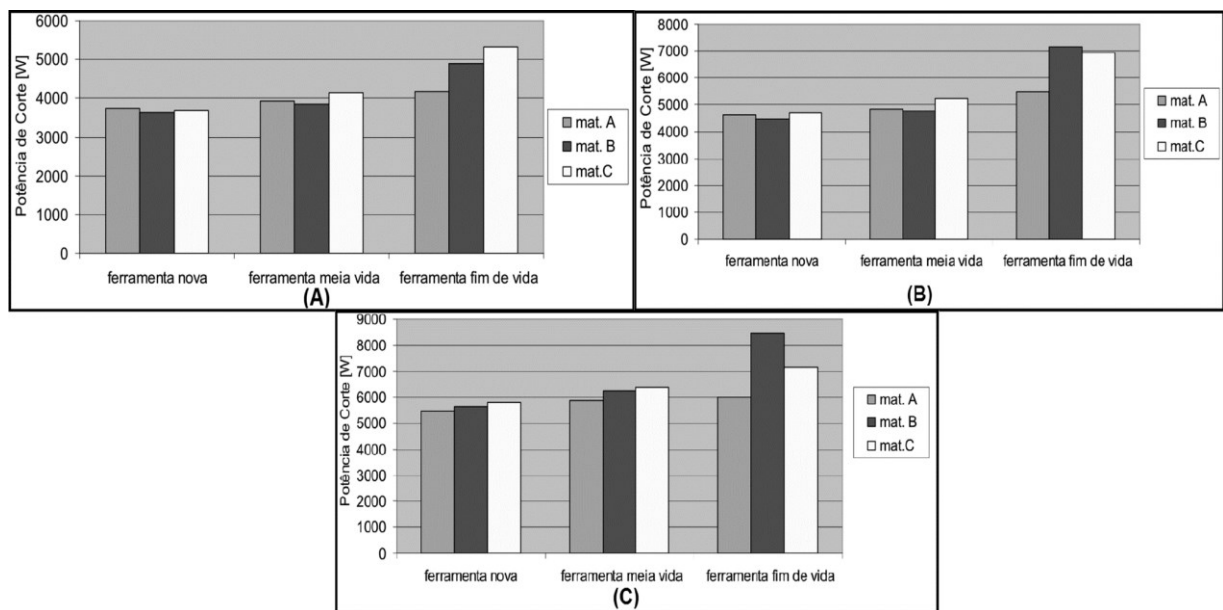 Potência de Corte [W]
6000
5000
4000
3000
2000
1000
0
ferramenta nova
ferramenta meia vida
ferramenta fim de vida
mat. A
mat. B
mat.C
(A)
Potência de Corte [W]
8000
7000
6000
5000
4000
3000
2000
1000
0
ferramenta nova
ferramenta meia vida
ferramenta fim de vida
mat. A
mat. B
mat.C
(B)
Potência de Corte [W]
9000
8000
7000
6000
5000
4000
3000
2000
1000
0
ferramenta nova
ferramenta meia vida
ferramenta fim de vida
mat. A
mat. B
mat.C
(C)